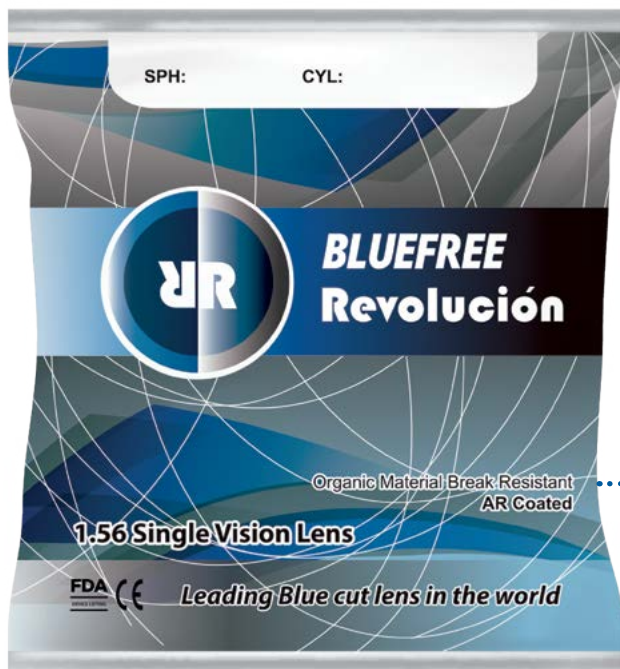 SPH: CYL:
RR
BLUEFREE
Revolución
Organic Material Break Resistant
AR Coated
1.56 Single Vision Lens
FDA CE
Leading Blue cut lens in the world